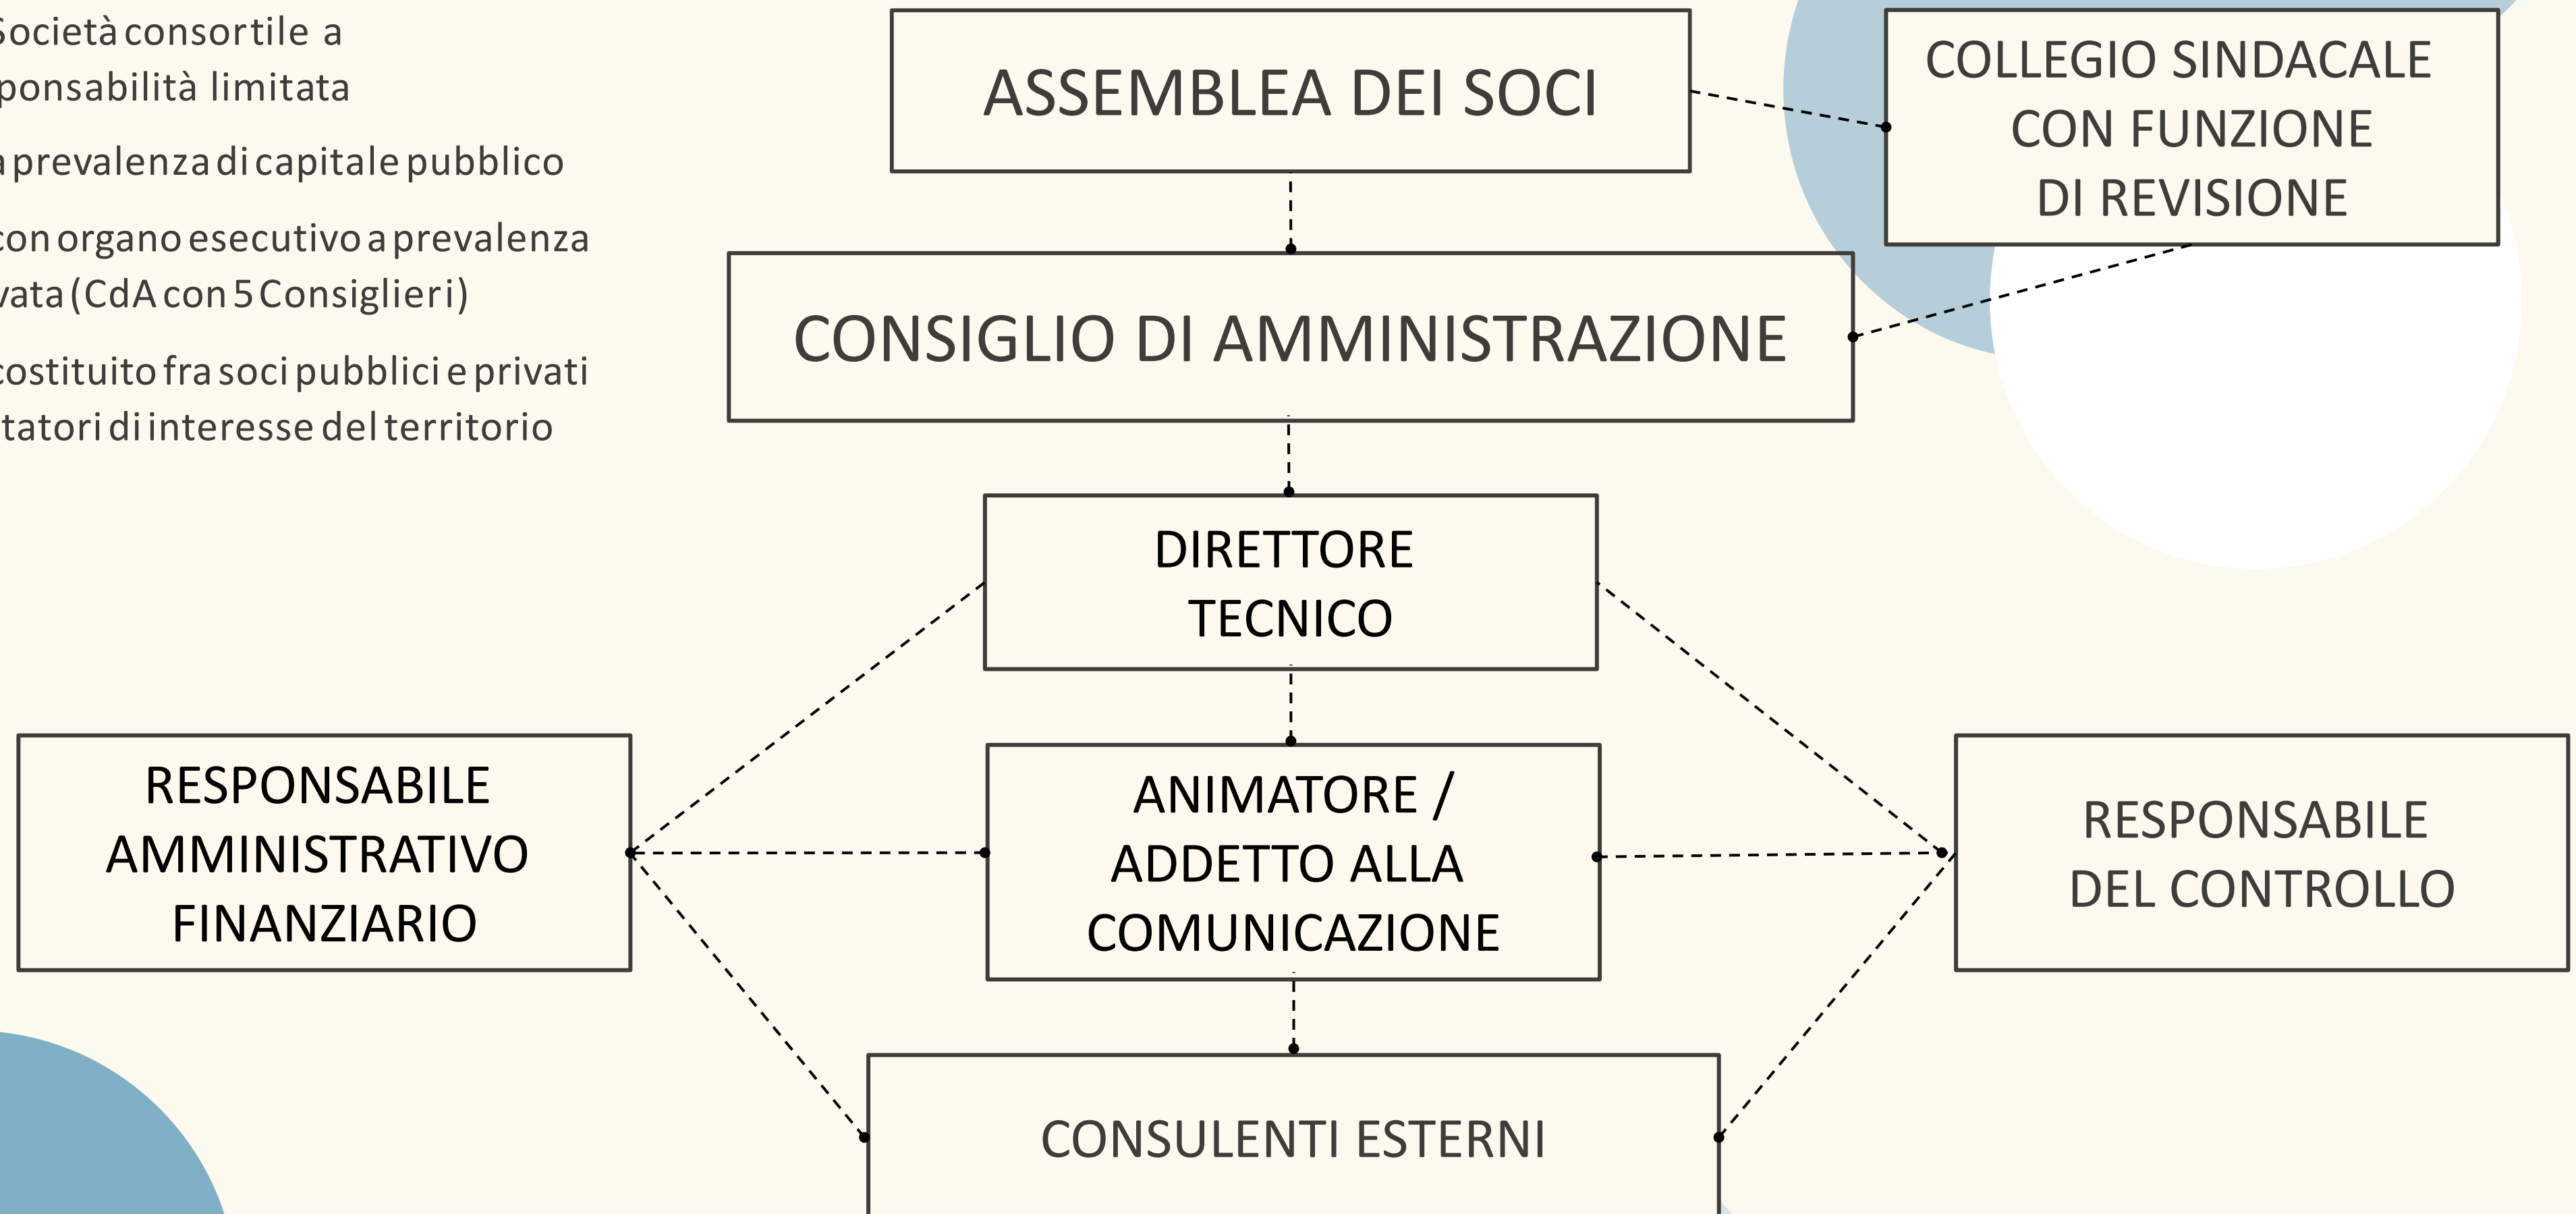 Società consortile a
ponsabilità limitata
a prevalenza di capitale pubblico
con organo esecutivo a prevalenza
vata (CdA con 5 Consiglieri)
costituito fra soci pubblici e privati
tatori di interesse del territorio
ASSEMBLEA DEI SOCI
COLLEGIO SINDACALE
CON FUNZIONE
DI REVISIONE
CONSIGLIO DI AMMINISTRAZIONE
DIRETTORE
TECNICO
RESPONSABILE
AMMINISTRATIVO
FINANZIARIO
ANIMATORE /
ADDETTO ALLA
COMUNICAZIONE
RESPONSABILE
DEL CONTROLLO
CONSULENTI ESTERNI